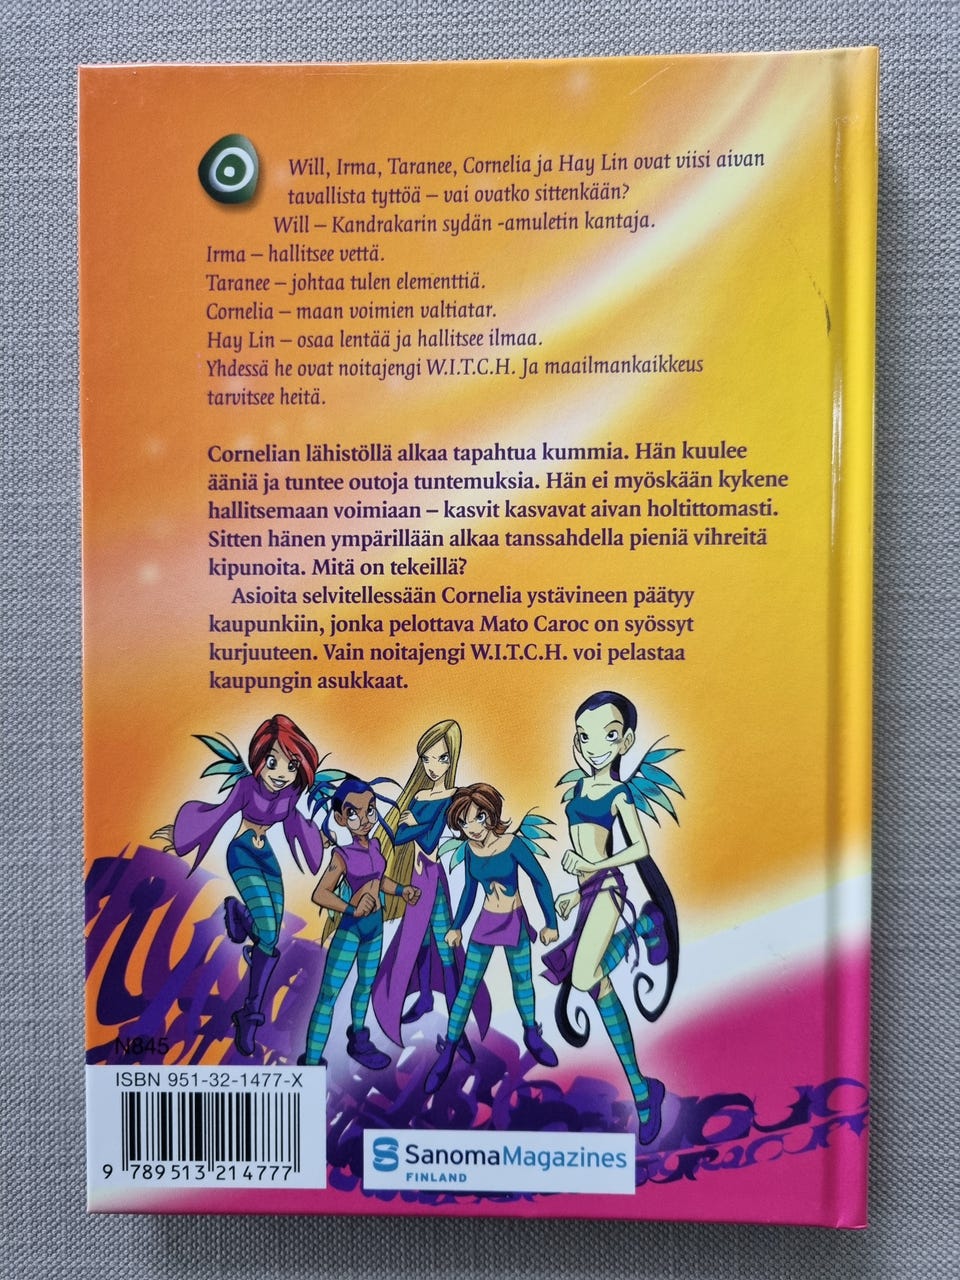 Will, Irma, Taranee, Cornelia ja Hay Lin ovat viisi aivan
tavallista tyttöä – vai ovatko sittenkään?
Will – Kandrakarin sydän -amuletin kantaja.
Irma – hallitsee vettä.
Taranee – johtaa tulen elementtiä.
Cornelia – maan voimien valtiatar.
Hay Lin – osaa lentää ja hallitsee ilmaa.
Yhdessä he ovat noitajengi W.I.T.C.H. Ja maailmankaikkeus
tarvitsee heitä.
Cornelian lähistöllä alkaa tapahtua kummia. Hän kuulee
ääniä ja tuntee outoja tuntemuksia. Hän ei myöskään kykene
hallitsemaan voimiaan – kasvit kasvavat aivan holtittomasti.
Sitten hänen ympärillään alkaa tanssahdella pieniä vihreitä
kipunoita. Mitä on tekeillä?
Asioita selvitellessään Cornelia ystävineen päätyy
kaupunkiin, jonka pelottava Mato Caroc on syössyt
kurjuuteen. Vain noitajengi W.I.T.C.H. voi pelastaa
kaupungin asukkaat.
N845
ISBN 951-32-1477-X
9 789513 214777
SanomaMagazines
FINLAND